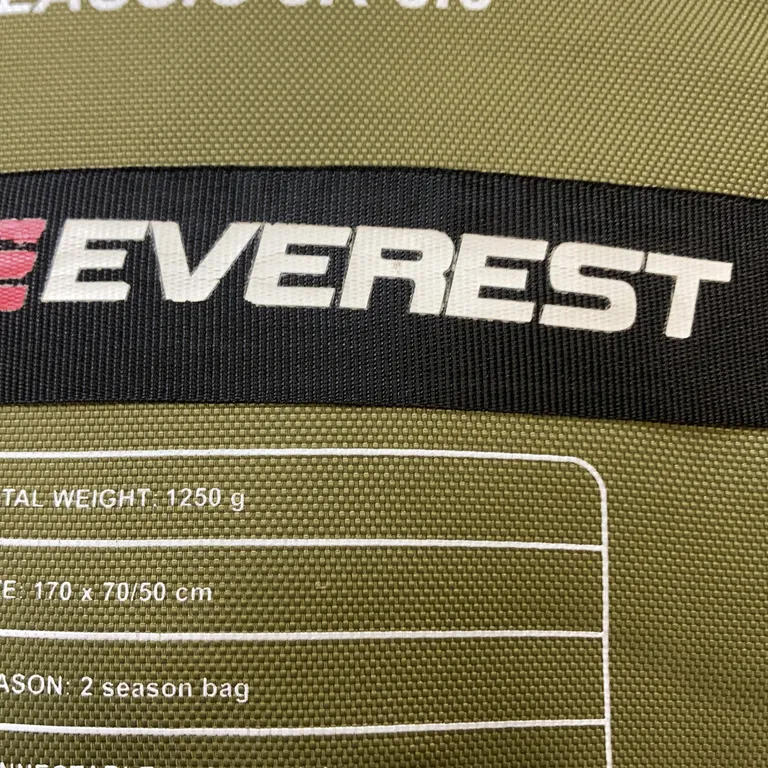 EVEREST
TAL WEIGHT: 1250 g
E: 170 x 70/50 cm
ASON: 2 season bag